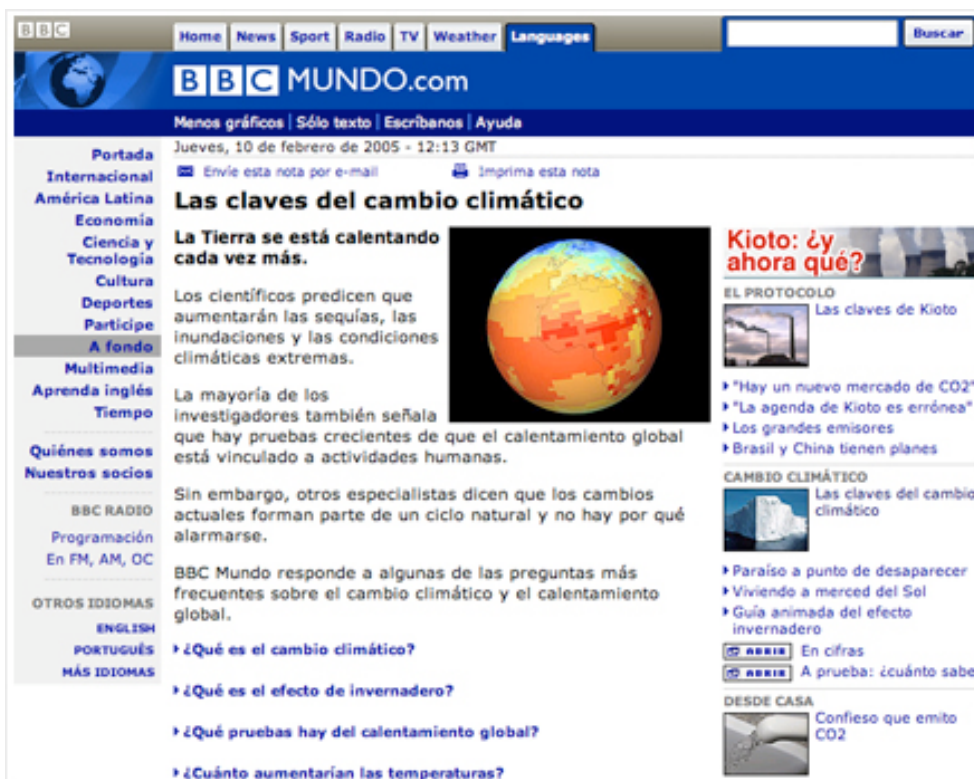 BBC
Home News Sport Radio TV Weather Languages
Buscar
BBC MUNDO.com
Menos gráficos | Sólo texto | Escríbanos | Ayuda
Portada
Internacional
América Latina
Economía
Ciencia y
Tecnología
Cultura
Deportes
Participe
A fondo
Multimedia
Aprenda inglés
Tiempo
Quiénes somos
Nuestros socios
BBC RADIO
Programación
En FM, AM, OC
OTROS IDIOMAS
ENGLISH
PORTUGUÊS
MÁS IDIOMAS
Jueves, 10 de febrero de 2005 - 12:13 GMT
Envíe esta nota por e-mail
Imprima esta nota
Las claves del cambio climático
La Tierra se está calentando
cada vez más.
Los científicos predicen que
aumentarán las sequías, las
inundaciones y las condiciones
climáticas extremas.
La mayoría de los
investigadores también señala
que hay pruebas crecientes de que el calentamiento global
está vinculado a actividades humanas.
Sin embargo, otros especialistas dicen que los cambios
actuales forman parte de un ciclo natural y no hay por qué
alarmarse.
BBC Mundo responde a algunas de las preguntas más
frecuentes sobre el cambio climático y el calentamiento
global.
¿Qué es el cambio climático?
¿Qué es el efecto de invernadero?
¿Qué pruebas hay del calentamiento global?
¿Cuánto aumentarían las temperaturas?
Kioto: ¿y
ahora qué?
EL PROTOCOLO
Las claves de Kioto
"Hay un nuevo mercado de CO2"
"La agenda de Kioto es errónea"
Los grandes emisores
Brasil y China tienen planes
CAMBIO CLIMÁTICO
Las claves del cambio
climático
Paraíso a punto de desaparecer
Viviendo a merced del Sol
Guía animada del efecto
invernadero
ABRIR En cifras
ABRIR A prueba: ¿cuánto sabe
DESDE CASA
Confieso que emito
CO2